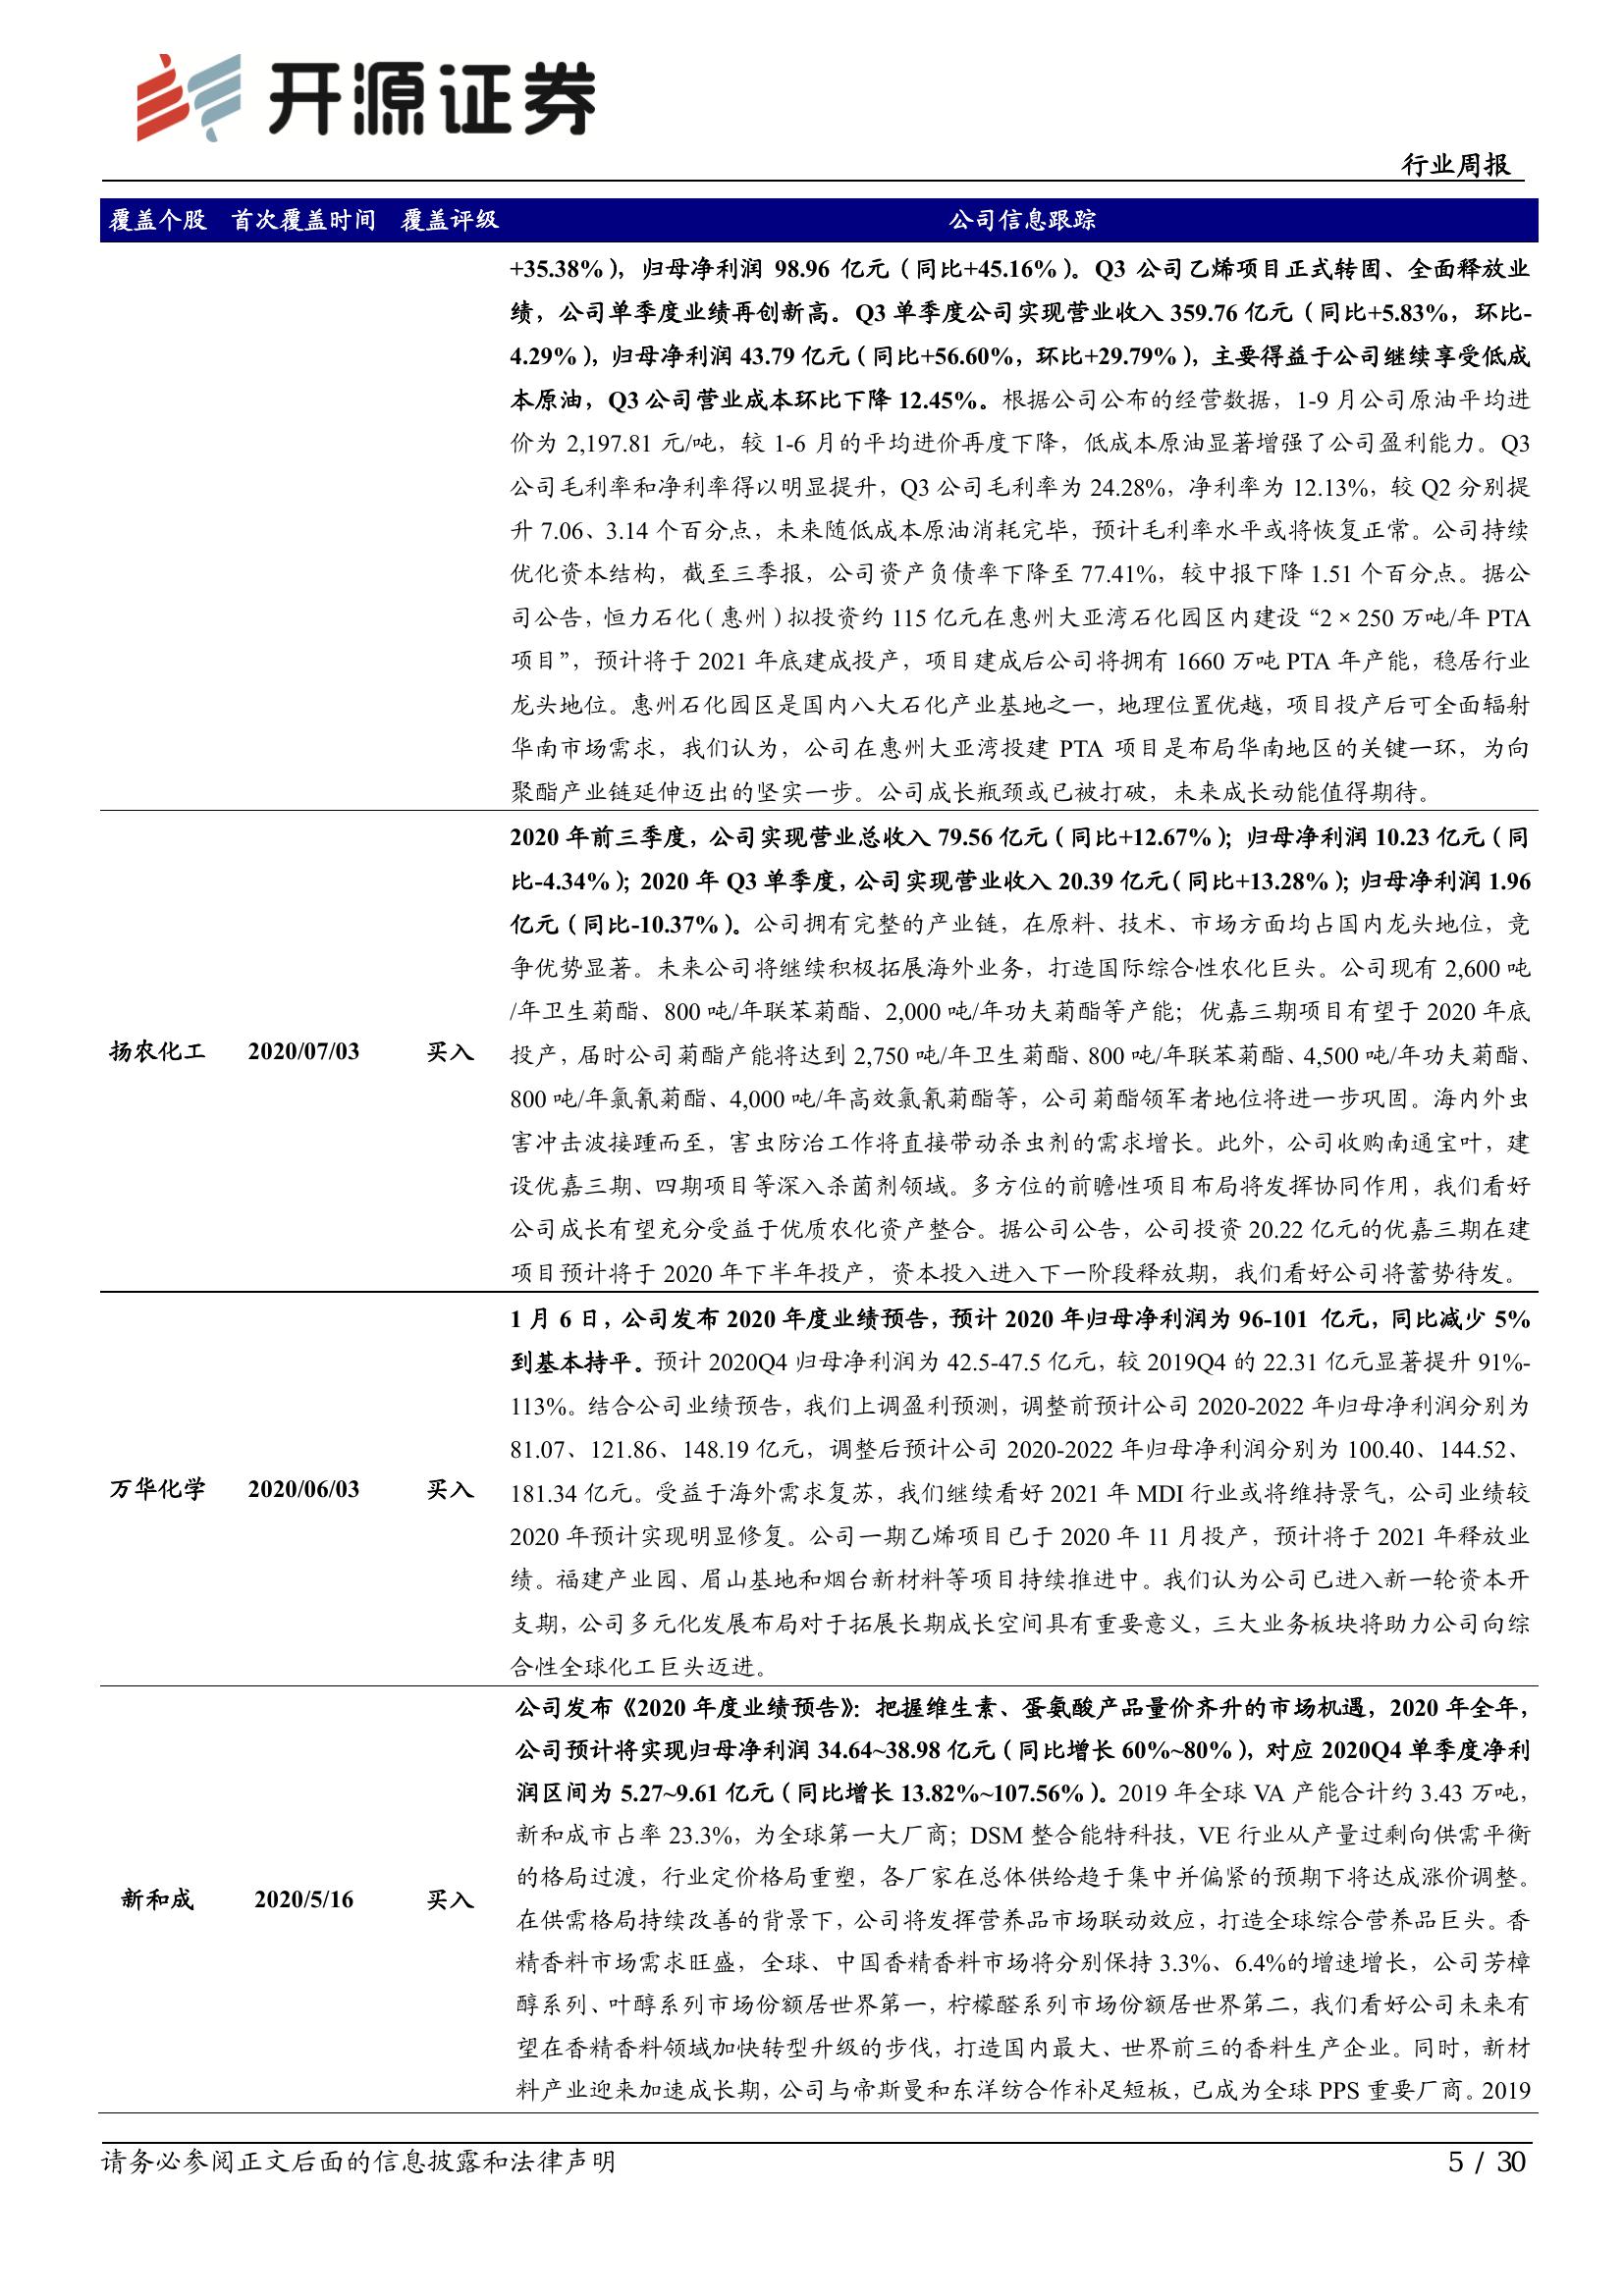 开源证券
行业周报
覆盖个股 首次覆盖时间 覆盖评级 公司信息跟踪
+35.38%），归母净利润 98.96 亿元（同比+45.16%）。Q3 公司乙烯项目正式转固、全面释放业
绩，公司单季度业绩再创新高。Q3 单季度公司实现营业收入 359.76 亿元（同比+5.83%，环比-
4.29%），归母净利润 43.79 亿元（同比+56.60%，环比+29.79%），主要得益于公司继续享受低成
本原油，Q3 公司营业成本环比下降 12.45%。根据公司公布的经营数据，1-9 月公司原油平均进
价为 2,197.81 元/吨，较 1-6 月的平均进价再度下降，低成本原油显著增强了公司盈利能力。Q3
公司毛利率和净利率得以明显提升，Q3 公司毛利率为 24.28%，净利率为 12.13%，较 Q2 分别提
升 7.06、3.14 个百分点，未来随低成本原油消耗完毕，预计毛利率水平或将恢复正常。公司持续
优化资本结构，截至三季报，公司资产负债率下降至 77.41%，较中报下降 1.51 个百分点。据公
司公告，恒力石化（惠州）拟投资约 115 亿元在惠州大亚湾石化园区内建设 “2×250 万吨/年 PTA
项目”，预计将于 2021 年底建成投产，项目建成后公司将拥有 1660 万吨 PTA 年产能，稳居行业
龙头地位。惠州石化园区是国内八大石化产业基地之一，地理位置优越，项目投产后可全面辐射
华南市场需求，我们认为，公司在惠州大亚湾投建 PTA 项目是布局华南地区的关键一环，为向
聚酯产业链延伸迈出的坚实一步。公司成长瓶颈或已被打破，未来成长动能值得期待。
2020 年前三季度，公司实现营业总收入 79.56 亿元（同比+12.67%）；归母净利润 10.23 亿元（同
比-4.34%）；2020 年 Q3 单季度，公司实现营业收入 20.39 亿元（同比+13.28%）；归母净利润 1.96
亿元（同比-10.37%）。公司拥有完整的产业链，在原料、技术、市场方面均占国内龙头地位，竞
争优势显著。未来公司将继续积极拓展海外业务，打造国际综合性农化巨头。公司现有 2,600 吨
/年卫生菊酯、800 吨/年联苯菊酯、2,000 吨/年功夫菊酯等产能；优嘉三期项目有望于 2020 年底
扬农化工 2020/07/03 买入 投产，届时公司菊酯产能将达到 2,750 吨/年卫生菊酯、800 吨/年联苯菊酯、4,500 吨/年功夫菊酯、
800 吨/年氯氰菊酯、4,000 吨/年高效氯氰菊酯等，公司菊酯领军者地位将进一步巩固。海内外虫
害冲击波接踵而至，害虫防治工作将直接带动杀虫剂的需求增长。此外，公司收购南通宝叶，建
设优嘉三期、四期项目等深入杀菌剂领域。多方位的前瞻性项目布局将发挥协同作用，我们看好
公司成长有望充分受益于优质农化资产整合。据公司公告，公司投资 20.22 亿元的优嘉三期在建
项目预计将于 2020 年下半年投产，资本投入进入下一阶段释放期，我们看好公司将蓄势待发。
1 月 6 日，公司发布 2020 年度业绩预告，预计 2020 年归母净利润为 96-101 亿元，同比减少 5%
到基本持平。预计 2020Q4 归母净利润为 42.5-47.5 亿元，较 2019Q4 的 22.31 亿元显著提升 91%-
113%。结合公司业绩预告，我们上调盈利预测，调整前预计公司 2020-2022 年归母净利润分别为
81.07、121.86、148.19 亿元，调整后预计公司 2020-2022 年归母净利润分别为 100.40、144.52、
万华化学 2020/06/03 买入 181.34 亿元。受益于海外需求复苏，我们继续看好 2021 年 MDI 行业或将维持景气，公司业绩较
2020 年预计实现明显修复。公司一期乙烯项目已于 2020 年 11 月投产，预计将于 2021 年释放业
绩。福建产业园、眉山基地和烟台新材料等项目持续推进中。我们认为公司已进入新一轮资本开
支期，公司多元化发展布局对于拓展长期成长空间具有重要意义，三大业务板块将助力公司向综
合性全球化工巨头迈进。
公司发布《2020 年度业绩预告》：把握维生素、蛋氨酸产品量价齐升的市场机遇，2020 年全年，
公司预计将实现归母净利润 34.64~38.98 亿元（同比增长 60%~80%），对应 2020Q4 单季度净利
润区间为 5.27~9.61 亿元（同比增长 13.82%~107.56%）。2019 年全球 VA 产能合计约 3.43 万吨，
新和成市占率 23.3%，为全球第一大厂商；DSM 整合能特科技，VE 行业从产量过剩向供需平衡
的格局过渡，行业定价格局重塑，各厂家在总体供给趋于集中并偏紧的预期下将达成涨价调整。
新和成 2020/5/16 买入 在供需格局持续改善的背景下，公司将发挥营养品市场联动效应，打造全球综合营养品巨头。香
精香料市场需求旺盛，全球、中国香精香料市场将分别保持 3.3%、6.4%的增速增长，公司芳樟
醇系列、叶醇系列市场份额居世界第一，柠檬醛系列市场份额居世界第二，我们看好公司未来有
望在香精香料领域加快转型升级的步伐，打造国内最大、世界前三的香料生产企业。同时，新材
料产业迎来加速成长期，公司与帝斯曼和东洋纺合作补足短板，已成为全球 PPS 重要厂商。2019
请务必参阅正文后面的信息披露和法律声明 5 / 30